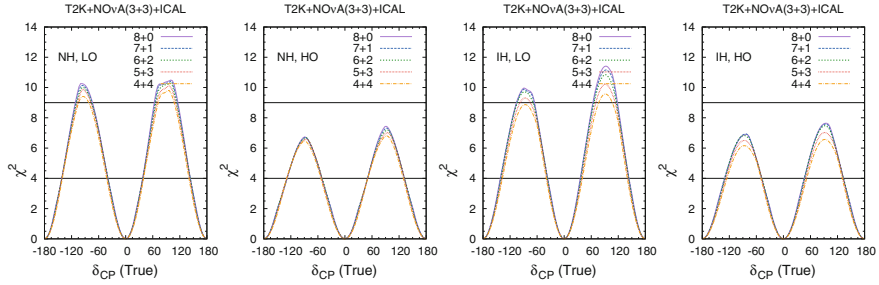 T2K+NOνA(3+3)+ICAL
NH, LO
8+0
7+1
6+2
5+3
4+4
χ²
0
2
4
6
8
10
12
14
-180 -120 -60 0 60 120 180
δCP (True)
T2K+NOνA(3+3)+ICAL
NH, HO
8+0
7+1
6+2
5+3
4+4
χ²
0
2
4
6
8
10
12
14
-180 -120 -60 0 60 120 180
δCP (True)
T2K+NOνA(3+3)+ICAL
IH, LO
8+0
7+1
6+2
5+3
4+4
χ²
0
2
4
6
8
10
12
14
-180 -120 -60 0 60 120 180
δCP (True)
T2K+NOνA(3+3)+ICAL
IH, HO
8+0
7+1
6+2
5+3
4+4
χ²
0
2
4
6
8
10
12
14
-180 -120 -60 0 60 120 180
δCP (True)